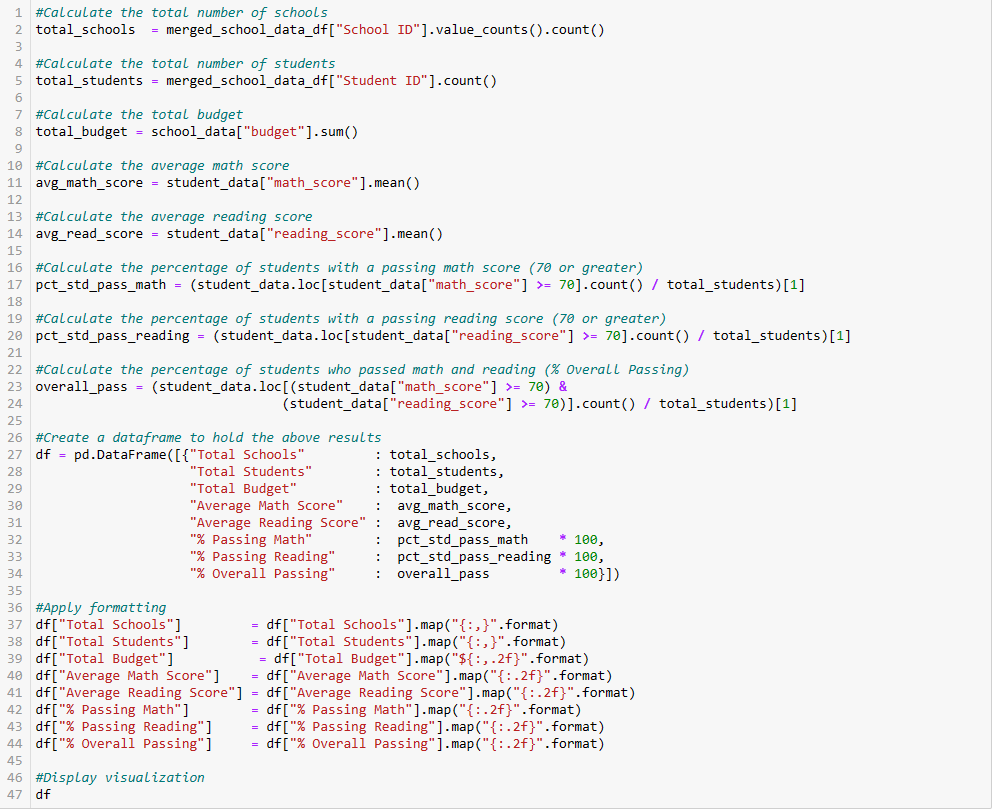 1 #Calculate the total number of schools
2 total_schools  = merged_school_data_df["School ID"].value_counts().count()
3
4 #Calculate the total number of students
5 total_students = merged_school_data_df["Student ID"].count()
6
7 #Calculate the total budget
8 total_budget = school_data["budget"].sum()
9
10 #Calculate the average math score
11 avg_math_score = student_data["math_score"].mean()
12
13 #Calculate the average reading score
14 avg_read_score = student_data["reading_score"].mean()
15
16 #Calculate the percentage of students with a passing math score (70 or greater)
17 pct_std_pass_math = (student_data.loc[student_data["math_score"] >= 70].count() / total_students)[1]
18
19 #Calculate the percentage of students with a passing reading score (70 or greater)
20 pct_std_pass_reading = (student_data.loc[student_data["reading_score"] >= 70].count() / total_students)[1]
21
22 #Calculate the percentage of students who passed math and reading (% Overall Passing)
23 overall_pass = (student_data.loc[(student_data["math_score"] >= 70) &
24                                 (student_data["reading_score"] >= 70)].count() / total_students)[1]
25
26 #Create a dataframe to hold the above results
27 df = pd.DataFrame([{"Total Schools"         : total_schools,
28                     "Total Students"        : total_students,
29                     "Total Budget"          : total_budget,
30                     "Average Math Score"    :  avg_math_score,
31                     "Average Reading Score" :  avg_read_score,
32                     "% Passing Math"        :  pct_std_pass_math    * 100,
33                     "% Passing Reading"     :  pct_std_pass_reading * 100,
34                     "% Overall Passing"     :  overall_pass         * 100}])
35
36 #Apply formatting
37 df["Total Schools"]         = df["Total Schools"].map("{:,}".format)
38 df["Total Students"]        = df["Total Students"].map("{:,}".format)
39 df["Total Budget"]           = df["Total Budget"].map("${:,.2f}".format)
40 df["Average Math Score"]    = df["Average Math Score"].map("{:.2f}".format)
41 df["Average Reading Score"] = df["Average Reading Score"].map("{:.2f}".format)
42 df["% Passing Math"]        = df["% Passing Math"].map("{:.2f}".format)
43 df["% Passing Reading"]     = df["% Passing Reading"].map("{:.2f}".format)
44 df["% Overall Passing"]     = df["% Overall Passing"].map("{:.2f}".format)
45
46 #Display visualization
47 df